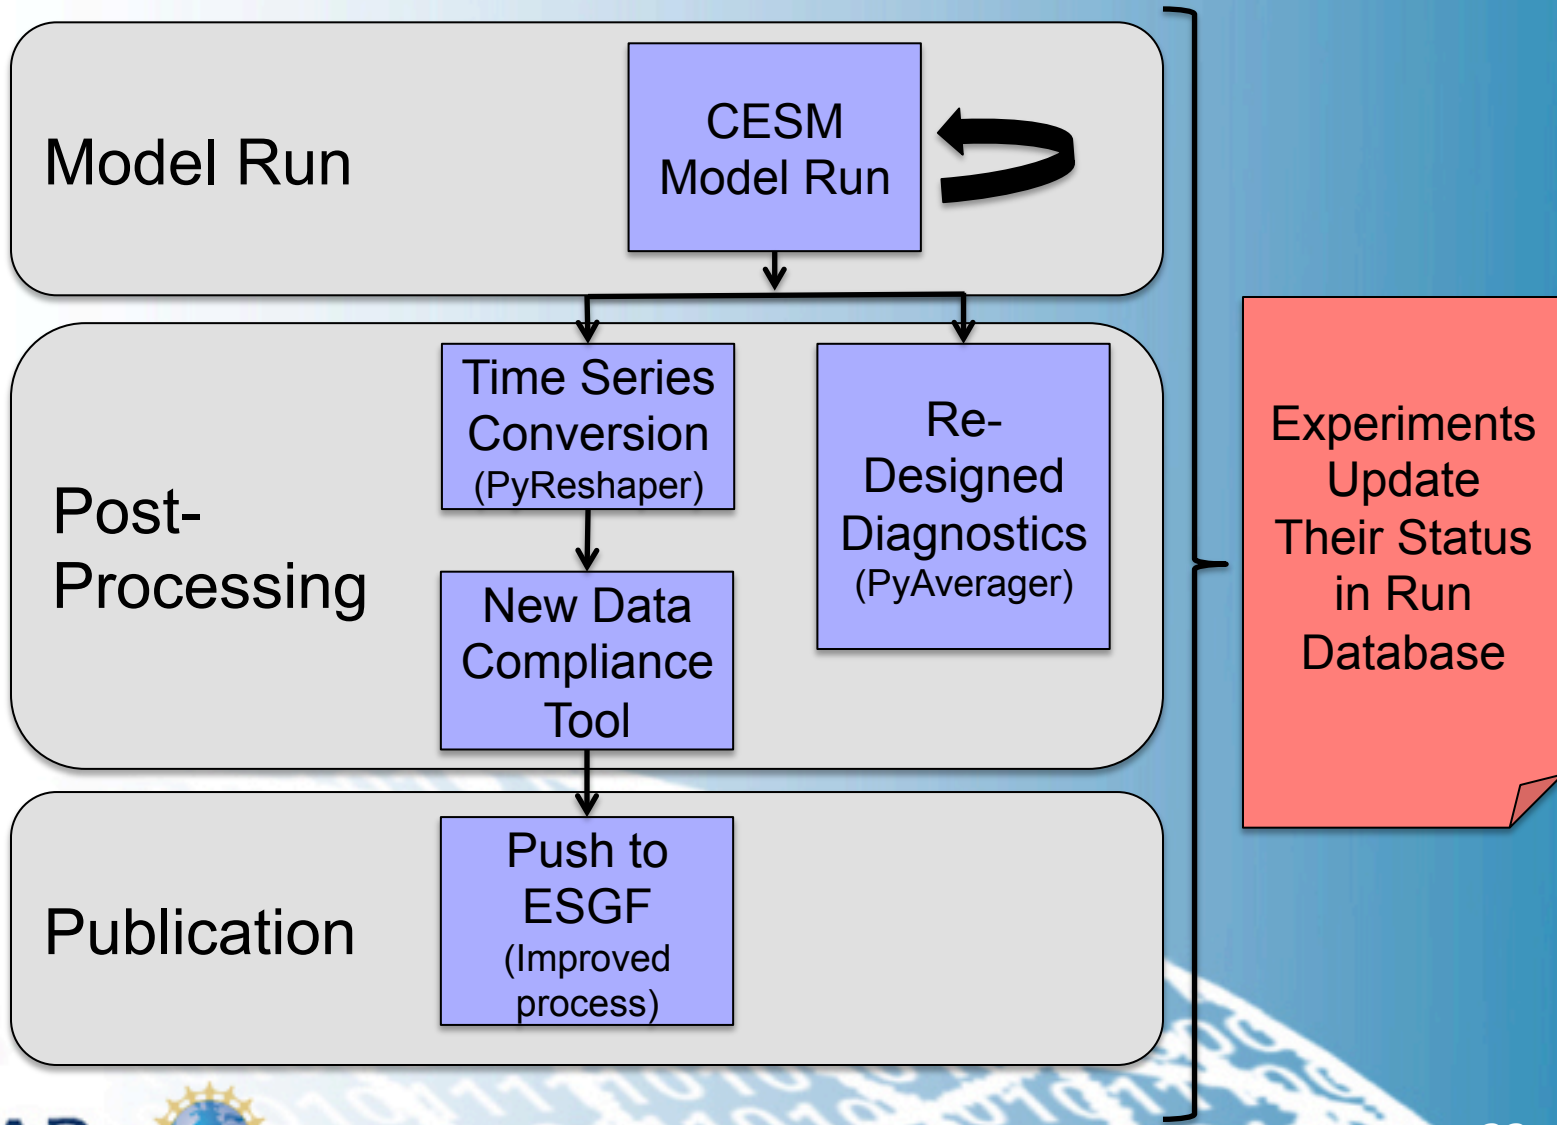 Model Run
CESM
Model Run
Post-
Processing
Time Series
Conversion
(PyReshaper)
New Data
Compliance
Tool
Re-
Designed
Diagnostics
(PyAverager)
Publication
Push to
ESGF
(Improved
process)
Experiments
Update
Their Status
in Run
Database